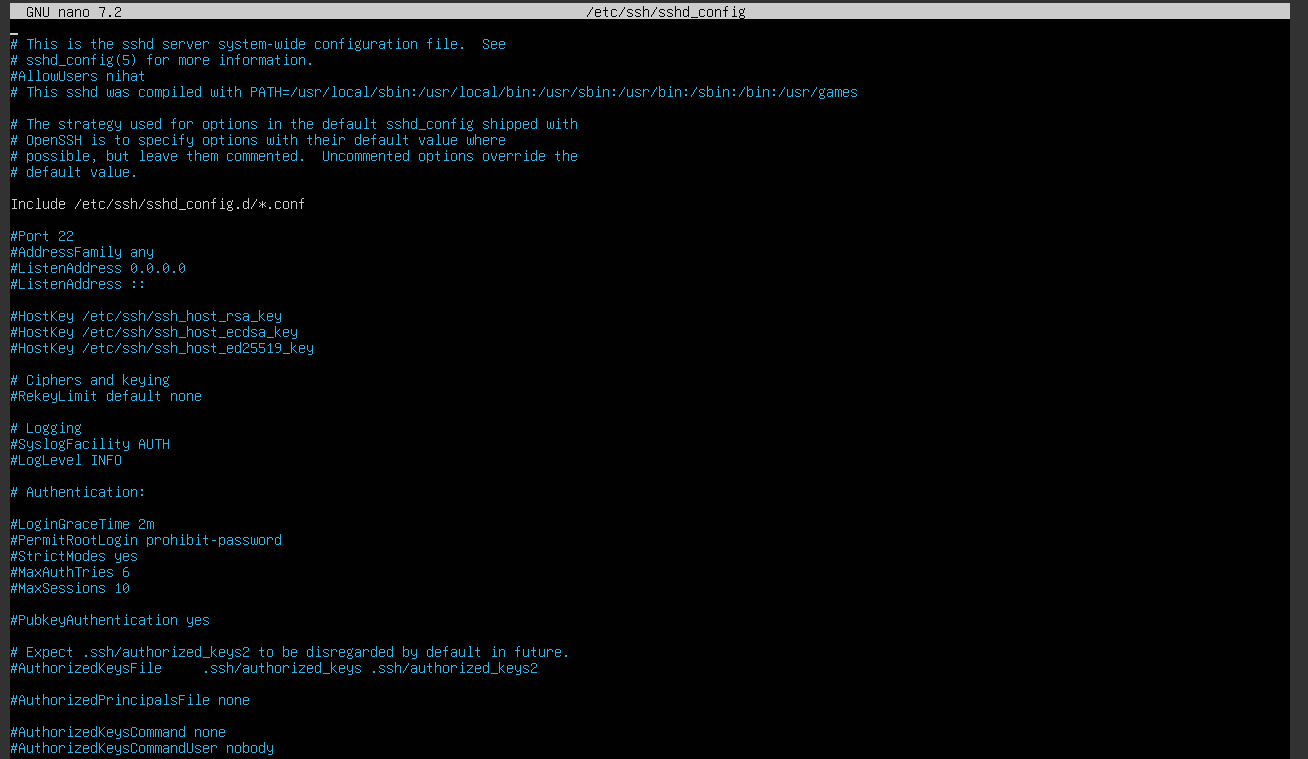 GNU nano 7.2 /etc/ssh/sshd_config
# This is the sshd server system-wide configuration file.  See
# sshd_config(5) for more information.
#AllowUsers nihat
# This sshd was compiled with PATH=/usr/local/sbin:/usr/local/bin:/usr/sbin:/usr/bin:/sbin:/bin:/usr/games
# The strategy used for options in the default sshd_config shipped with
# OpenSSH is to specify options with their default value where
# possible, but leave them commented.  Uncommented options override the
# default value.
Include /etc/ssh/sshd_config.d/*.conf
#Port 22
#AddressFamily any
#ListenAddress 0.0.0.0
#ListenAddress ::
#HostKey /etc/ssh/ssh_host_rsa_key
#HostKey /etc/ssh/ssh_host_ecdsa_key
#HostKey /etc/ssh/ssh_host_ed25519_key
# Ciphers and keying
#RekeyLimit default none
# Logging
#SyslogFacility AUTH
#LogLevel INFO
# Authentication:
#LoginGraceTime 2m
#PermitRootLogin prohibit-password
#StrictModes yes
#MaxAuthTries 6
#MaxSessions 10
#PubkeyAuthentication yes
# Expect .ssh/authorized_keys2 to be disregarded by default in future.
#AuthorizedKeysFile     .ssh/authorized_keys .ssh/authorized_keys2
#AuthorizedPrincipalsFile none
#AuthorizedKeysCommand none
#AuthorizedKeysCommandUser nobody